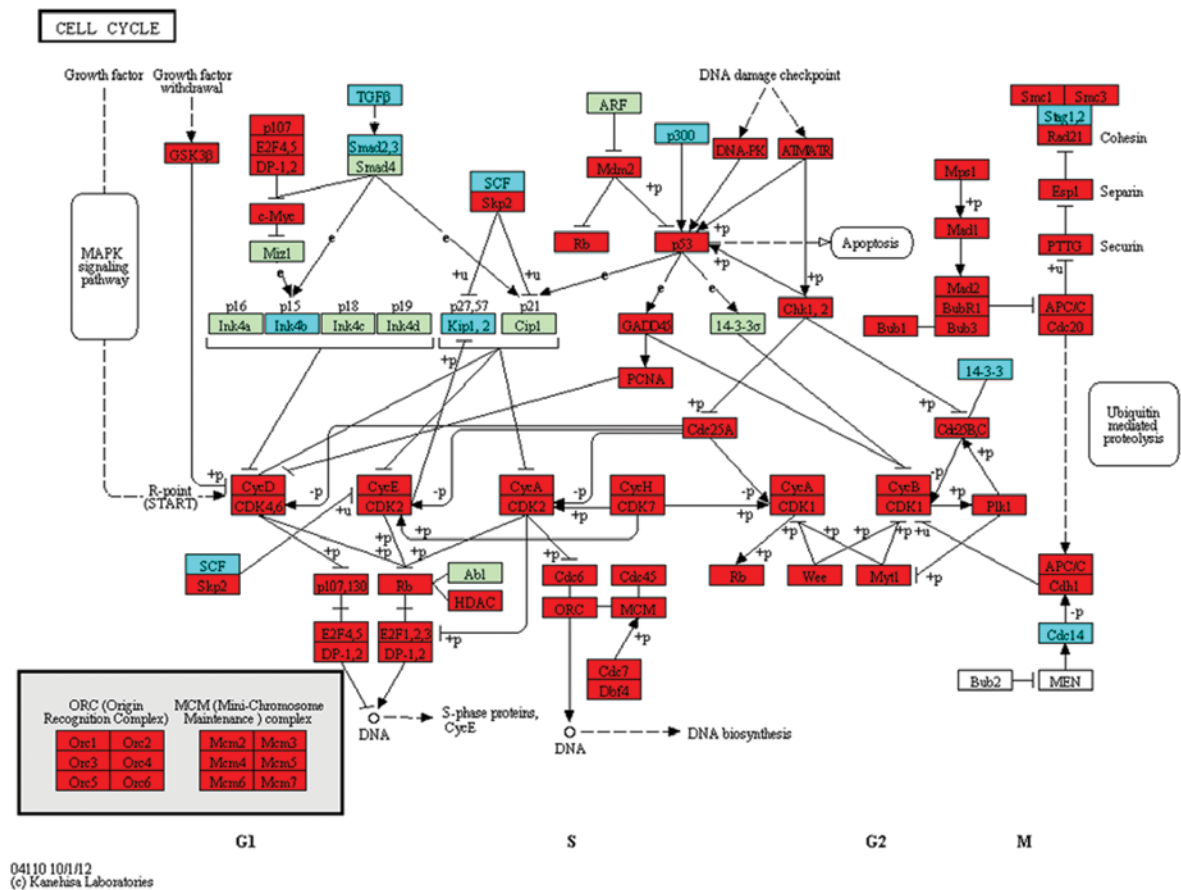 CELL CYCLE
Growth factor
Growth factor
withdrawal
DNA damage checkpoint
TGFβ
ARF
p300
Smc1
Smc3
Stag1,2
Rad21
Cohesin
p107
E2F4,5
DP-1,2
Smad2,3
Smad4
GSK3β
DNA-PK
ATM/ATR
Mdm2
SCF
Skp2
Mps1
Esp1
Separin
+p
+p
c-Myc
Miz1
Rb
p53
+p
+p
Apoptosis
Mad1
PTTG
Securin
MAPK
signaling
pathway
e
e
e
e
e
+u
+u
+u
p16
Ink4a
p15
Ink4b
p18
Ink4c
p19
Ink4d
p27,57
Kip1, 2
p21
Cip1
GADD45
14-3-3σ
+p
Chk1, 2
Mad2
BubR1
Bub3
Bub1
APC/C
Cdc20
+p
PCNA
14-3-3
Ubiquitin
mediated
proteolysis
+p
+p
Cdc25A
Cdc25B,C
R-point
(START)
+p
CycD
CDK4,6
-p
CycE
CDK2
-p
CycA
CDK2
-p
+p
CycH
CDK7
-p
+p
CycA
CDK1
CycB
CDK1
-p
+p
+p
Plk1
+u
+p
+p
+p
+p
+p
+p
+p
+p
+p
+u
+p
SCF
Skp2
p107,130
Rb
Abl
HDAC
Cdc6
Cdc45
ORC
MCM
Rb
Wee
Myt1
APC/C
Cdh1
-p
Cdc14
E2F4,5
DP-1,2
E2F1,2,3
DP-1,2
+p
+p
Cdc7
Dbf4
Bub2
MEN
DNA
S-phase proteins,
CycE
DNA
DNA biosynthesis
ORC (Origin
Recognition Complex)
MCM (Mini-Chromosome
Maintenance ) complex
Orc1
Orc2
Mcm2
Mcm3
Orc3
Orc4
Mcm4
Mcm5
Orc5
Orc6
Mcm6
Mcm7
G1
S
G2
M
04110 10/1/12
(c) Kanehisa Laboratories